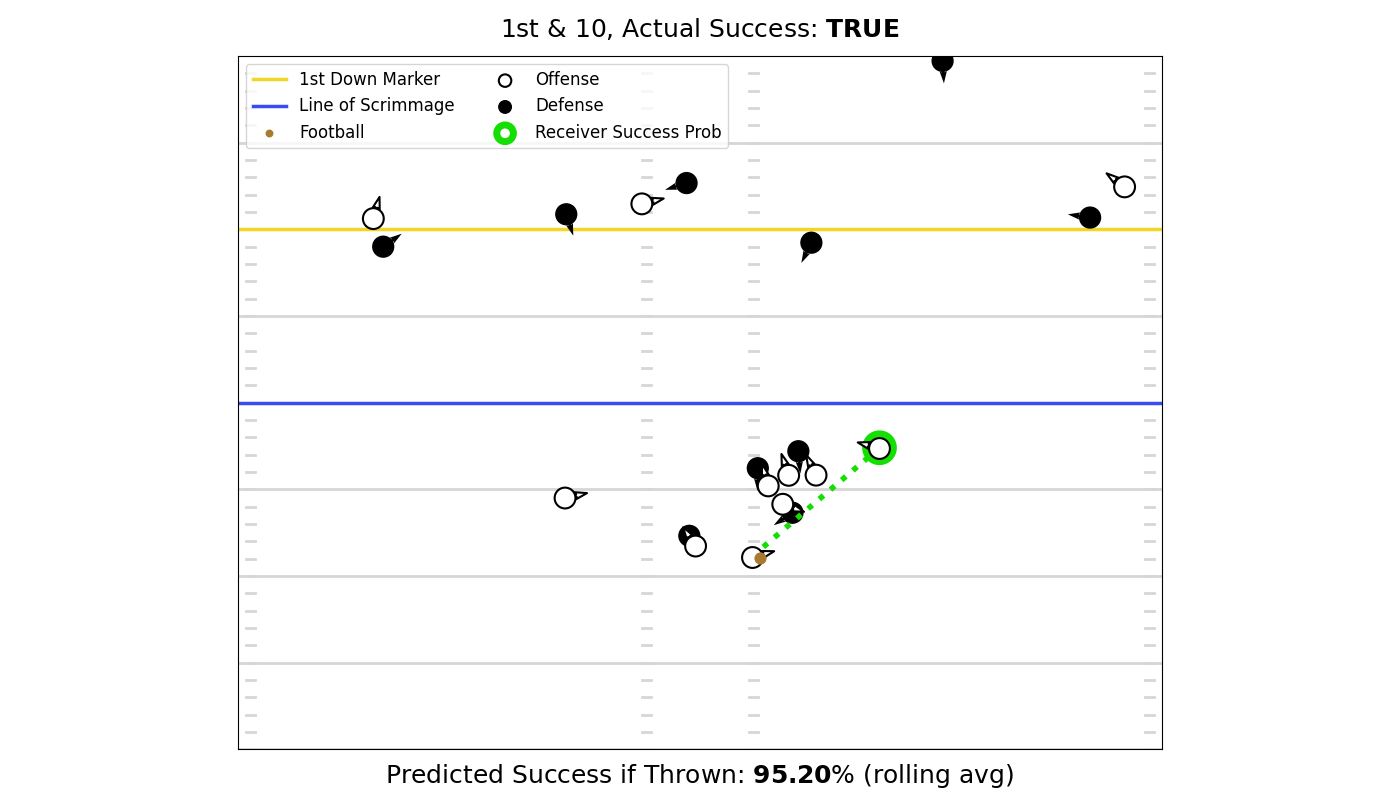 1st & 10, Actual Success: TRUE
1st Down Marker
Line of Scrimmage
Football
Offense
Defense
Receiver Success Prob
Predicted Success if Thrown: 95.20% (rolling avg)